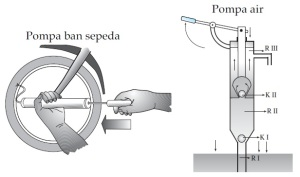 Pompa air
Pompa ban sepeda
R III
K II
R II
K I
R I